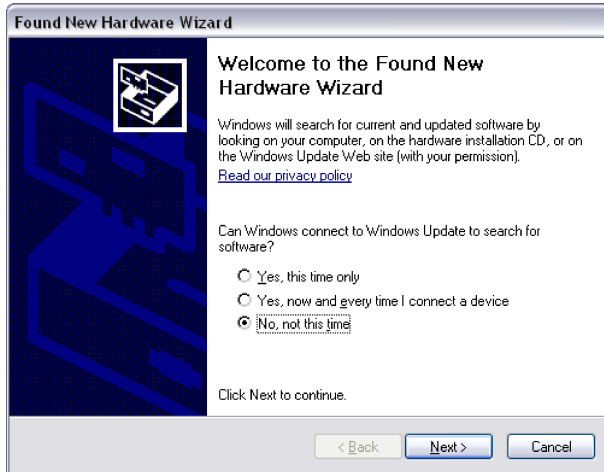 Found New Hardware Wizard
Welcome to the Found New
Hardware Wizard
Windows will search for current and updated software by
looking on your computer, on the hardware installation CD, or on
the Windows Update Web site (with your permission).
Read our privacy policy
Can Windows connect to Windows Update to search for
software?
Yes, this time only
Yes, now and every time I connect a device
No, not this time
Click Next to continue.
< Back
Next >
Cancel